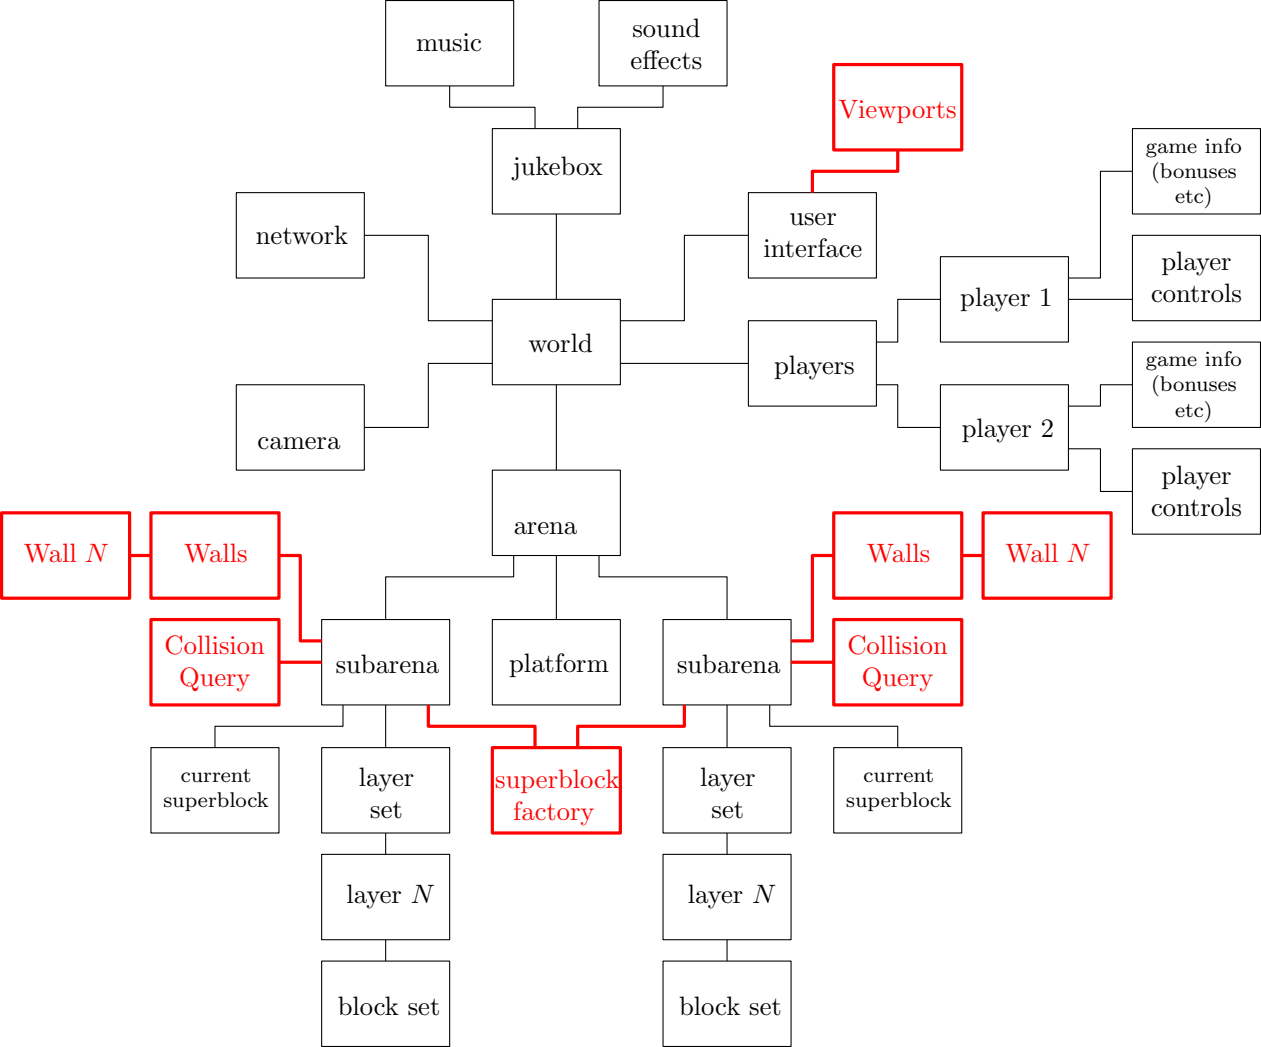 music
sound
effects
Viewports
jukebox
game info
(bonuses
etc)
network
user
interface
player
controls
player 1
world
players
game info
(bonuses
etc)
camera
player 2
player
controls
arena
Wall N
Walls
Walls
Wall N
Collision
Query
subarena
platform
subarena
Collision
Query
current
superblock
layer
set
superblock
factory
layer
set
current
superblock
layer N
layer N
block set
block set